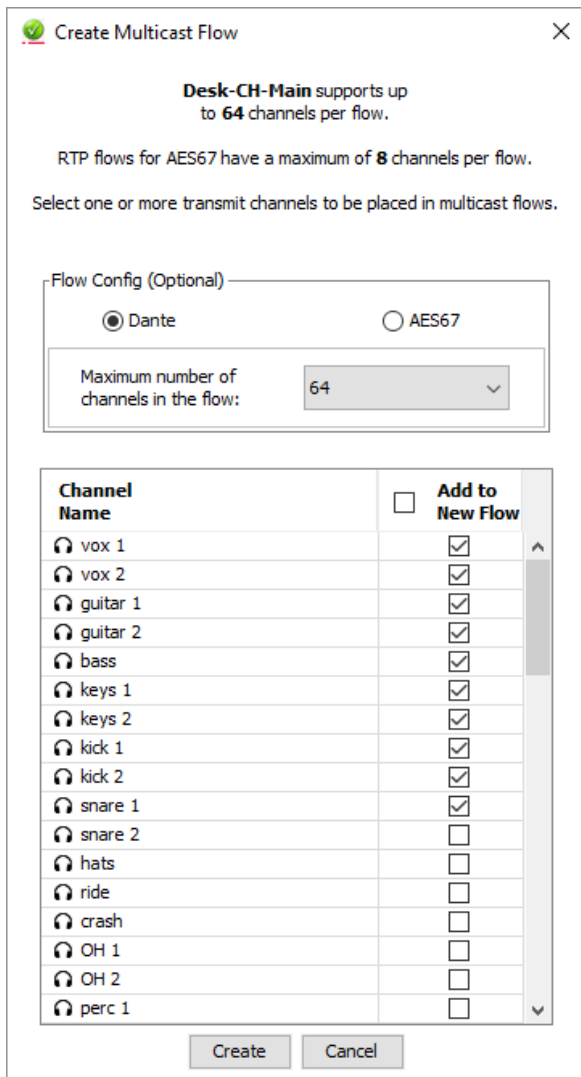 Create Multicast Flow
Desk-CH-Main supports up
to 64 channels per flow.
RTP flows for AES67 have a maximum of 8 channels per flow.
Select one or more transmit channels to be placed in multicast flows.
Flow Config (Optional)
Dante
AES67
Maximum number of
channels in the flow:
64
Channel
Name
Add to
New Flow
vox 1
vox 2
guitar 1
guitar 2
bass
keys 1
keys 2
kick 1
kick 2
snare 1
snare 2
hats
ride
crash
OH 1
OH 2
perc 1
Create
Cancel